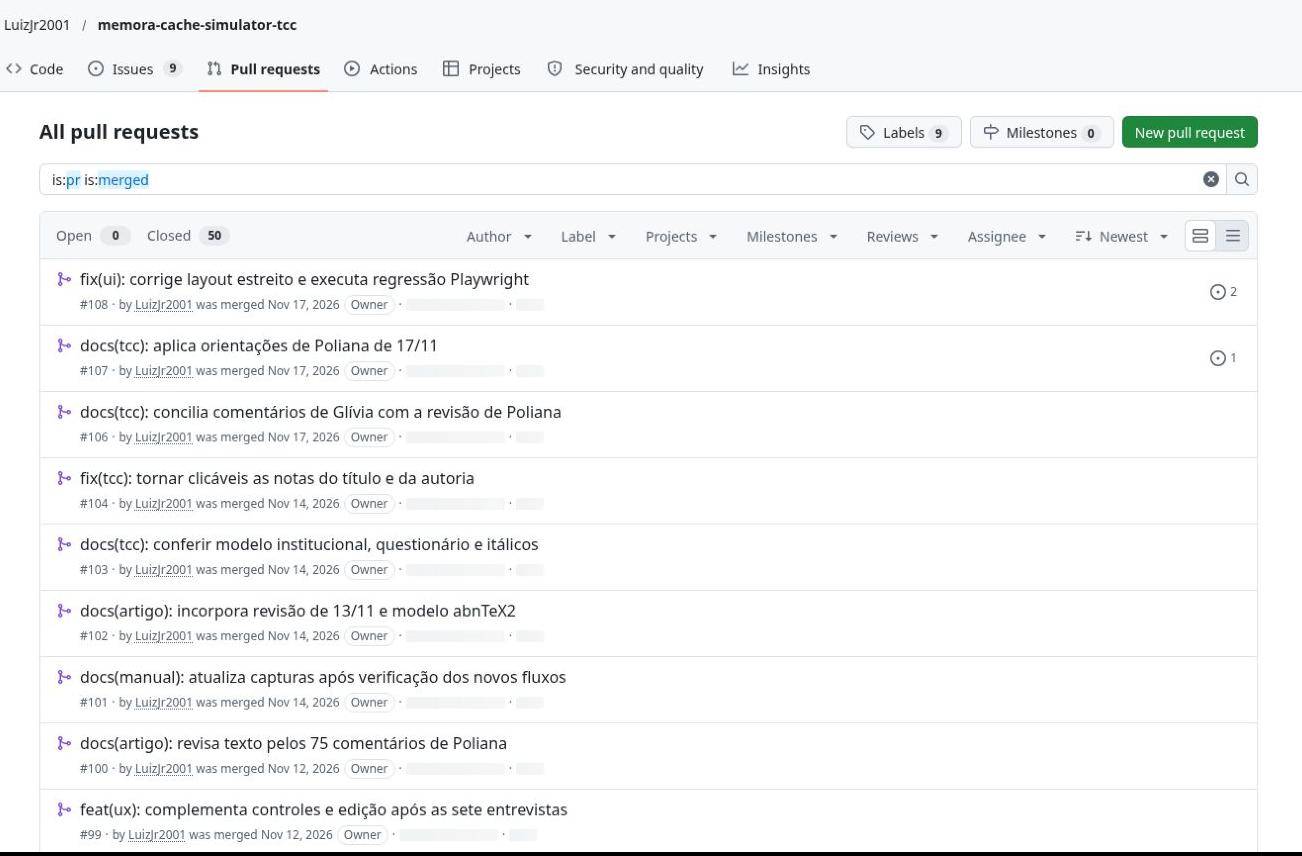 LuizJr2001 / memora-cache-simulator-tcc
Code Issues 9 Pull requests Actions Projects Security and quality Insights
All pull requests Labels 9 Milestones 0 New pull request
is:pr is:merged
Open 0 Closed 50 Author Label Projects Milestones Reviews Assignee Newest
fix(ui): corrige layout estreito e executa regressão Playwright
#108 · by LuizJr2001 was merged Nov 17, 2026 Owner · ·
2
docs(tcc): aplica orientações de Poliana de 17/11
#107 · by LuizJr2001 was merged Nov 17, 2026 Owner · ·
1
docs(tcc): concilia comentários de Glívia com a revisão de Poliana
#106 · by LuizJr2001 was merged Nov 17, 2026 Owner · ·
fix(tcc): tornar clicáveis as notas do título e da autoria
#104 · by LuizJr2001 was merged Nov 14, 2026 Owner · ·
docs(tcc): conferir modelo institucional, questionário e itálicos
#103 · by LuizJr2001 was merged Nov 14, 2026 Owner · ·
docs(artigo): incorpora revisão de 13/11 e modelo abnTeX2
#102 · by LuizJr2001 was merged Nov 14, 2026 Owner · ·
docs(manual): atualiza capturas após verificação dos novos fluxos
#101 · by LuizJr2001 was merged Nov 14, 2026 Owner · ·
docs(artigo): revisa texto pelos 75 comentários de Poliana
#100 · by LuizJr2001 was merged Nov 12, 2026 Owner · ·
feat(ux): complementa controles e edição após as sete entrevistas
#99 · by LuizJr2001 was merged Nov 12, 2026 Owner · ·